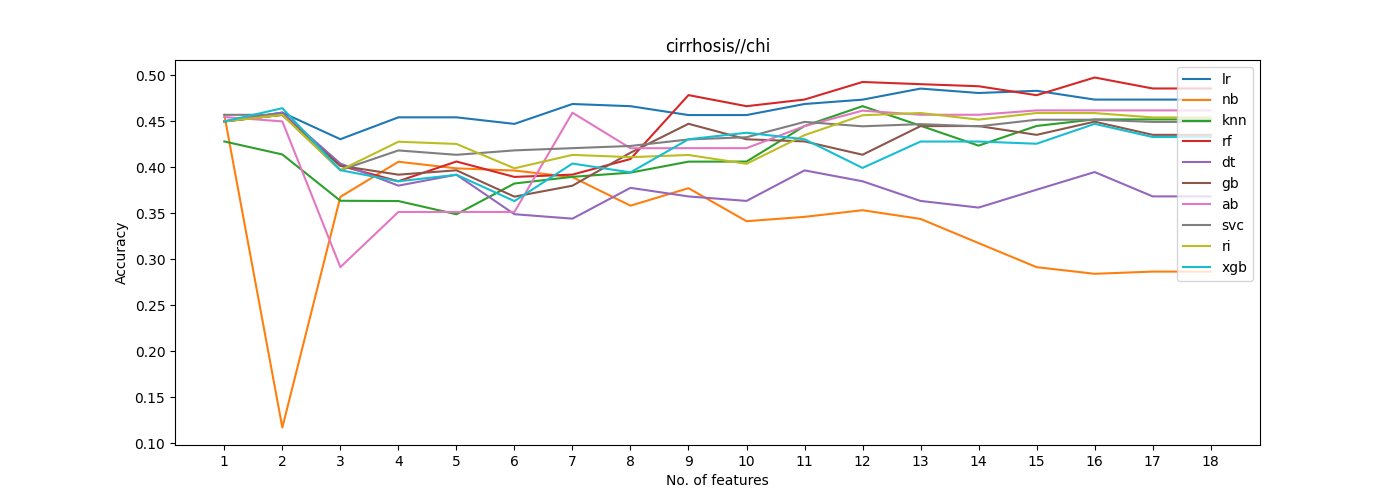 cirrhosis//chi
Accuracy
0.50
0.45
0.40
0.35
0.30
0.25
0.20
0.15
0.10
1 2 3 4 5 6 7 8 9 10 11 12 13 14 15 16 17 18
No. of features
lr
nb
knn
rf
dt
gb
ab
svc
ri
xgb